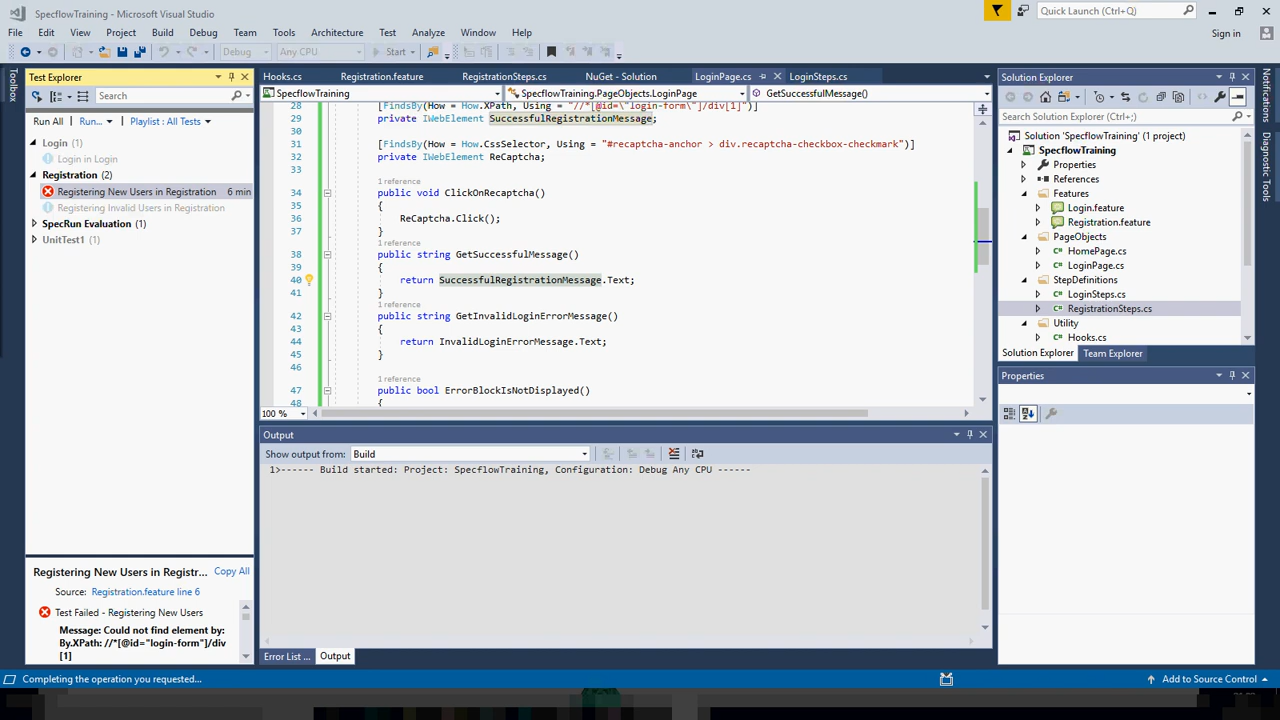 SpecflowTraining - Microsoft Visual Studio
Quick Launch (Ctrl+Q)
File Edit View Project Build Debug Team Tools Architecture Test Analyze Window Help
Sign in
Debug Any CPU Start
Toolbox
Test Explorer
Search
Run All Run... Playlist : All Tests
Login (1)
Login in Login
Registration (2)
Registering New Users in Registration 6 min
Registering Invalid Users in Registration
SpecRun Evaluation (1)
UnitTest1 (1)
Registering New Users in Registr... Copy All
Source: Registration.feature line 6
Test Failed - Registering New Users
Message: Could not find element by:
By.XPath: //*[@id="login-form"]/div
[1]
Hooks.cs Registration.feature RegistrationSteps.cs NuGet - Solution LoginPage.cs LoginSteps.cs
SpecflowTraining SpecflowTraining.PageObjects.LoginPage GetSuccessfulMessage()
28 [FindsBy(How = How.XPath, Using = "//*[@id=\"login-form\"]/div[1]")]
29 private IWebElement SuccessfulRegistrationMessage;
30
31 [FindsBy(How = How.CssSelector, Using = "#recaptcha-anchor > div.recaptcha-checkbox-checkmark")]
32 private IWebElement ReCaptcha;
33
1 reference
34 public void ClickOnRecaptcha()
35 {
36 ReCaptcha.Click();
37 }
1 reference
38 public string GetSuccessfulMessage()
39 {
40 return SuccessfulRegistrationMessage.Text;
41 }
1 reference
42 public string GetInvalidLoginErrorMessage()
43 {
44 return InvalidLoginErrorMessage.Text;
45 }
46
1 reference
47 public bool ErrorBlockIsNotDisplayed()
48 {
100 %
Output
Show output from: Build
1>------ Build started: Project: SpecflowTraining, Configuration: Debug Any CPU ------
Error List ... Output
Solution Explorer
Search Solution Explorer (Ctrl+;)
Solution 'SpecflowTraining' (1 project)
SpecflowTraining
Properties
References
Features
Login.feature
Registration.feature
PageObjects
HomePage.cs
LoginPage.cs
StepDefinitions
LoginSteps.cs
RegistrationSteps.cs
Utility
Hooks.cs
Solution Explorer Team Explorer
Properties
Notifications
Diagnostic Tools
Completing the operation you requested...
Add to Source Control